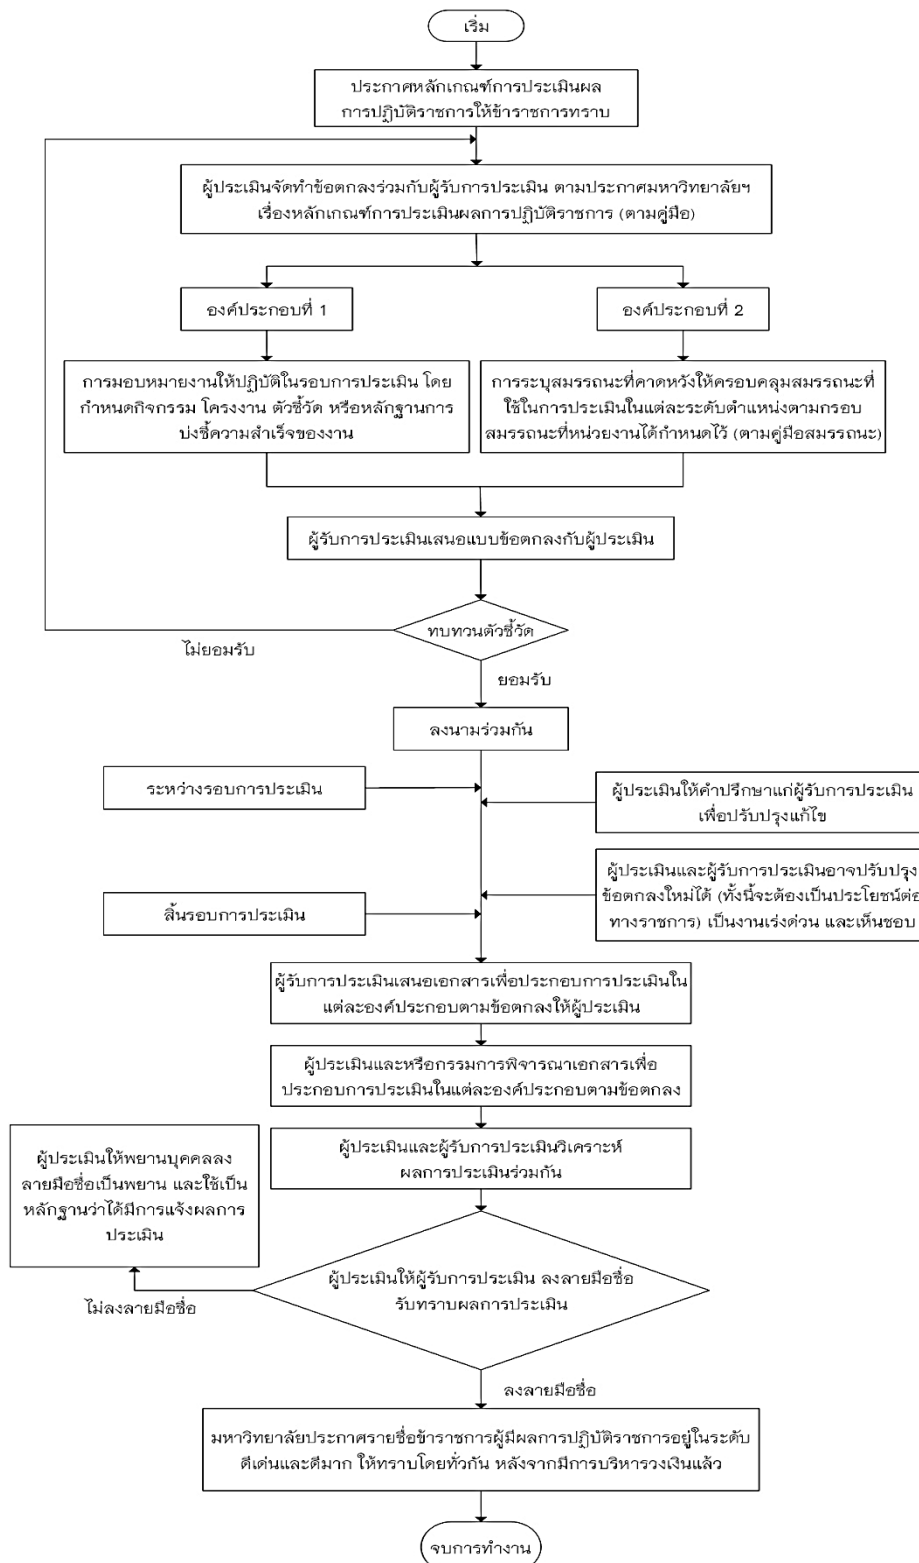 เริ่ม
ประกาศหลักเกณฑ์การประเมินผล
การปฏิบัติราชการให้ข้าราชการทราบ
ผู้ประเมินจัดทำข้อตกลงร่วมกับผู้รับการประเมิน ตามประกาศมหาวิทยาลัยฯ
เรื่องหลักเกณฑ์การประเมินผลการปฏิบัติราชการ (ตามคู่มือ)
องค์ประกอบที่ 1
องค์ประกอบที่ 2
การมอบหมายงานให้ปฏิบัติในรอบการประเมิน โดย
กำหนดกิจกรรม โครงงาน ตัวชี้วัด หรือหลักฐานการ
บ่งชี้ความสำเร็จของงาน
การระบุสมรรถนะที่คาดหวังให้ครอบคลุมสมรรถนะที่
ใช้ในการประเมินในแต่ละระดับตำแหน่งตามกรอบ
สมรรถนะที่หน่วยงานได้กำหนดไว้ (ตามคู่มือสมรรถนะ)
ผู้รับการประเมินเสนอแบบข้อตกลงกับผู้ประเมิน
ทบทวนตัวชี้วัด
ไม่ยอมรับ
ยอมรับ
ลงนามร่วมกัน
ระหว่างรอบการประเมิน
ผู้ประเมินให้คำปรึกษาแก่ผู้รับการประเมิน
เพื่อปรับปรุงแก้ไข
ผู้ประเมินและผู้รับการประเมินอาจปรับปรุง
ข้อตกลงใหม่ได้ (ทั้งนี้จะต้องเป็นประโยชน์ต่อ
ทางราชการ) เป็นงานเร่งด่วน และเห็นชอบ
สิ้นรอบการประเมิน
ผู้รับการประเมินเสนอเอกสารเพื่อประกอบการประเมินใน
แต่ละองค์ประกอบตามข้อตกลงให้ผู้ประเมิน
ผู้ประเมินและหรือกรรมการพิจารณาเอกสารเพื่อ
ประกอบการประเมินในแต่ละองค์ประกอบตามข้อตกลง
ผู้ประเมินและผู้รับการประเมินวิเคราะห์
ผลการประเมินร่วมกัน
ผู้ประเมินให้พยานบุคคลลง
ลายมือชื่อเป็นพยาน และใช้เป็น
หลักฐานว่าได้มีการแจ้งผลการ
ประเมิน
ผู้ประเมินให้ผู้รับการประเมิน ลงลายมือชื่อ
รับทราบผลการประเมิน
ไม่ลงลายมือชื่อ
ลงลายมือชื่อ
มหาวิทยาลัยประกาศรายชื่อข้าราชการผู้มีผลการปฏิบัติราชการอยู่ในระดับ
ดีเด่นและดีมาก ให้ทราบโดยทั่วกัน หลังจากมีการบริหารวงเงินแล้ว
จบการทำงาน